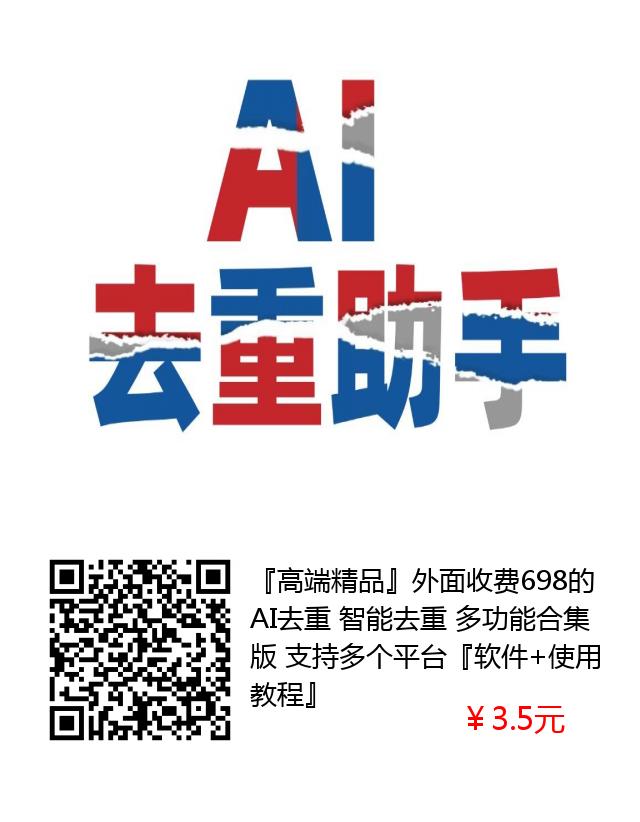 AI
去重助手
『高端精品』外面收费698的
AI去重 智能去重 多功能合集
版 支持多个平台『软件+使用
教程』
￥3.5元